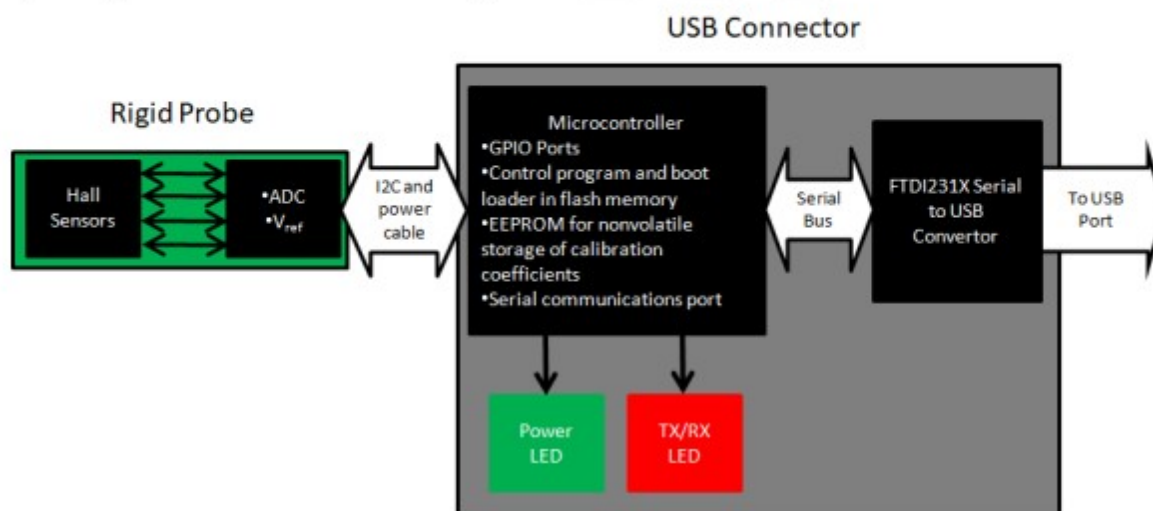 USB Connector
Rigid Probe
Hall
Sensors
•ADC
•Vref
I2C and
power
cable
Microcontroller
•GPIO Ports
•Control program and boot
loader in flash memory
•EEPROM for nonvolatile
storage of calibration
coefficients
•Serial communications port
Serial
Bus
FTDI231X Serial
to USB
Convertor
To USB
Port
Power
LED
TX/RX
LED